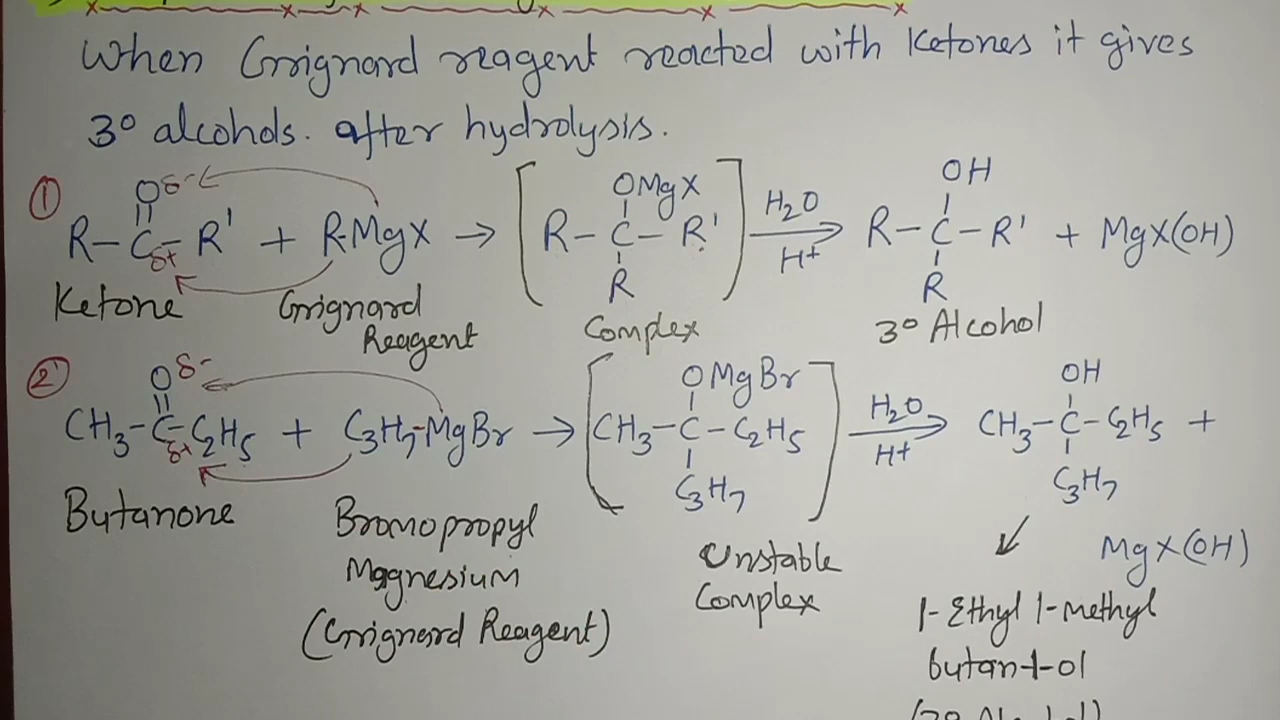 When Grignard reagent reacted with Ketones it gives
3° alcohols. after hydrolysis.
① O δ- OMgX OH
R-C-R' + R-MgX → [R-C-R'] H2O → R-C-R' + MgX(OH)
δ+ H+
R R
Ketone Grignard Reagent Complex 3° Alcohol
② O δ- OMgBr OH
CH3-C-C2H5 + C3H7-MgBr → [CH3-C-C2H5] H2O → CH3-C-C2H5 +
δ+ H+
C3H7 C3H7
Butanone Bromopropyl Magnesium (Grignard Reagent) Unstable Complex MgX(OH)
1-Ethyl 1-methyl
butan-1-ol